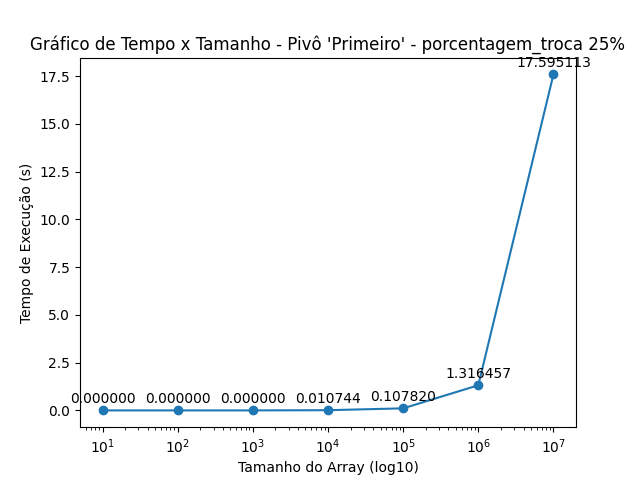 Gráfico de Tempo x Tamanho - Pivô 'Primeiro' - porcentagem_troca 25%
17.595113
17.5
15.0
12.5
10.0
7.5
5.0
2.5
0.0
Tempo de Execução (s)
1.316457
0.000000 0.000000 0.000000 0.010744 0.107820
10¹ 10² 10³ 10⁴ 10⁵ 10⁶ 10⁷
Tamanho do Array (log10)